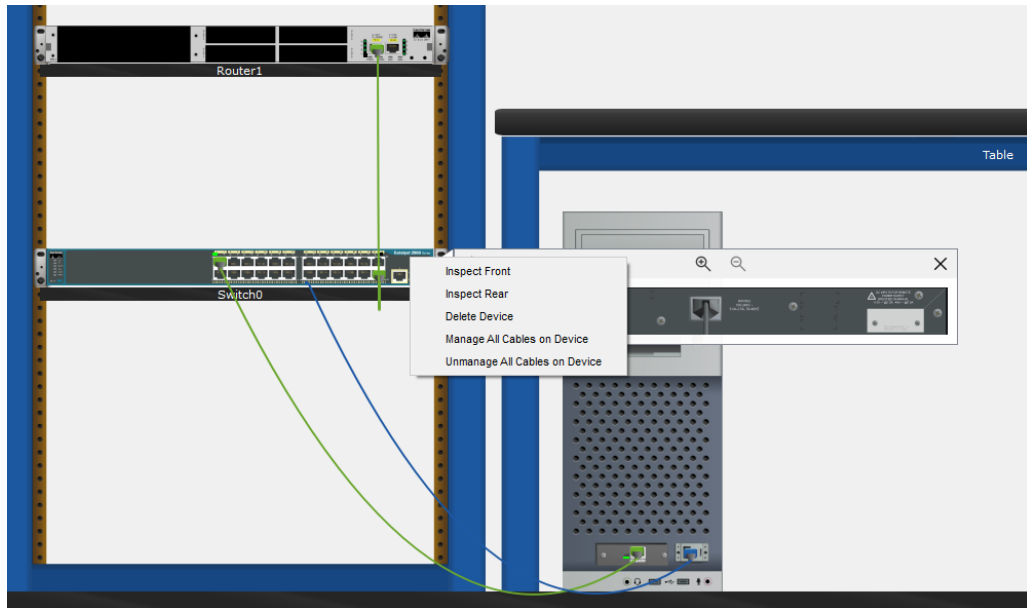 Router1
Table
Switch0
Inspect Front
Inspect Rear
Delete Device
Manage All Cables on Device
Unmanage All Cables on Device